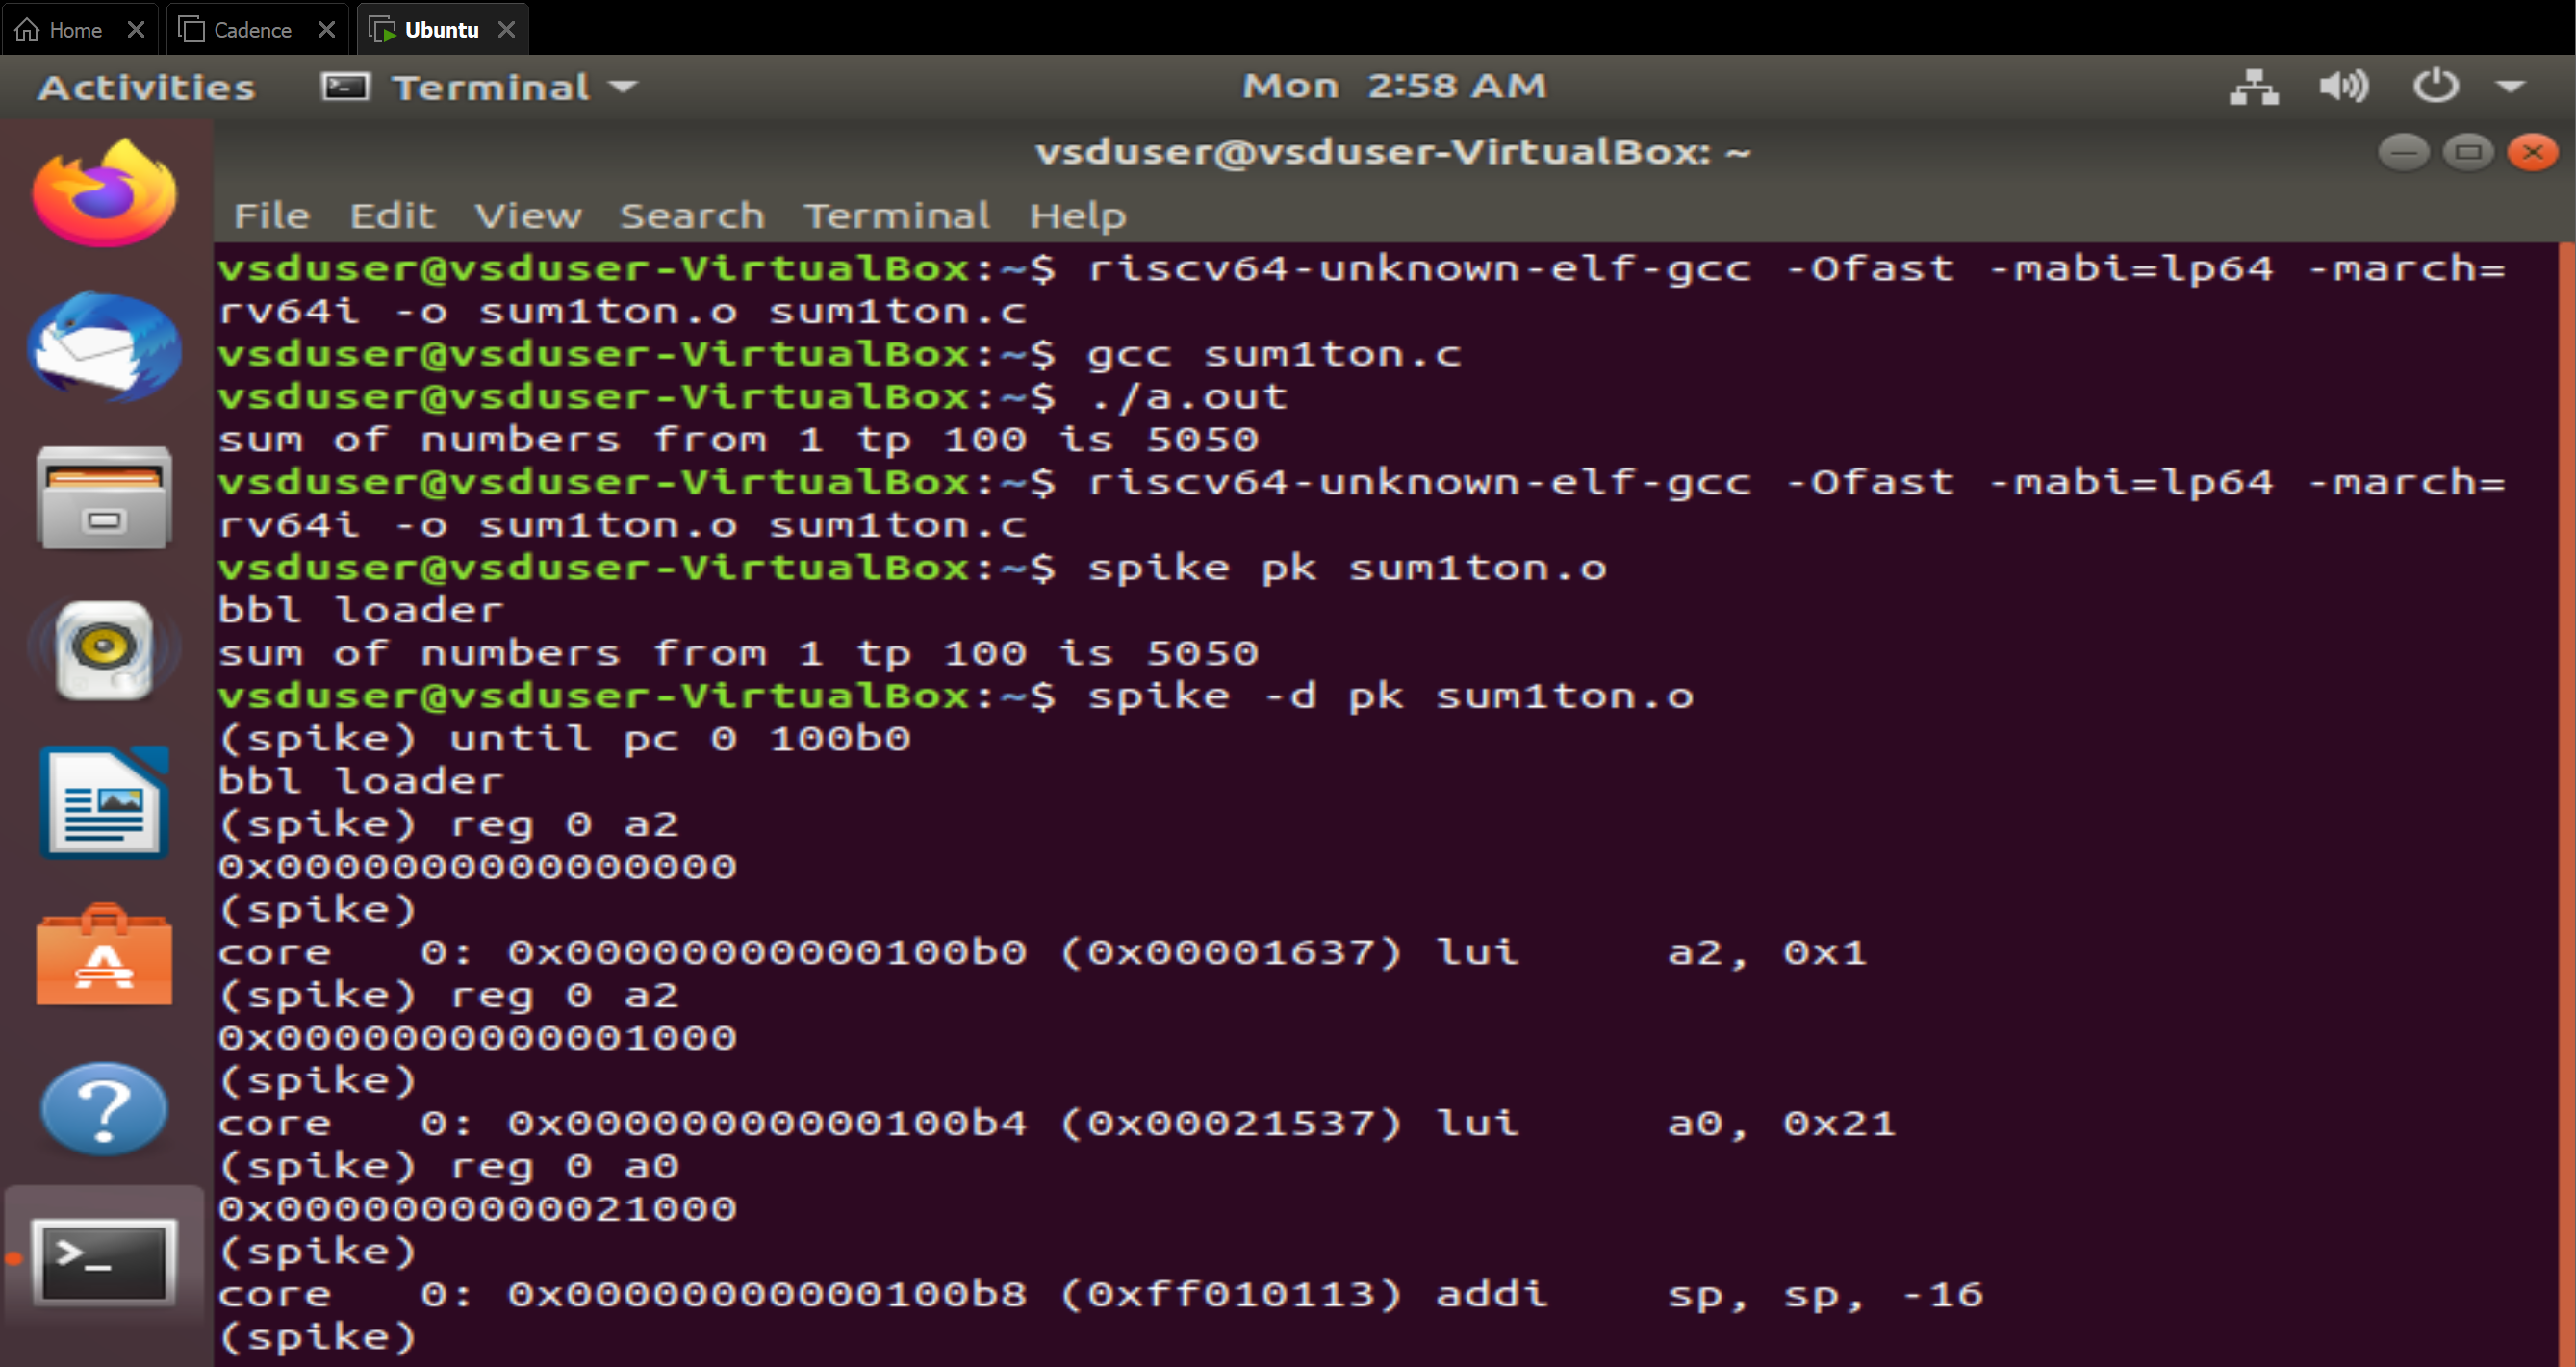 Home
Cadence
Ubuntu
Activities
Terminal
Mon 2:58 AM
vsduser@vsduser-VirtualBox: ~
File Edit View Search Terminal Help
vsduser@vsduser-VirtualBox:~$ riscv64-unknown-elf-gcc -Ofast -mabi=lp64 -march=
rv64i -o sum1ton.o sum1ton.c
vsduser@vsduser-VirtualBox:~$ gcc sum1ton.c
vsduser@vsduser-VirtualBox:~$ ./a.out
sum of numbers from 1 tp 100 is 5050
vsduser@vsduser-VirtualBox:~$ riscv64-unknown-elf-gcc -Ofast -mabi=lp64 -march=
rv64i -o sum1ton.o sum1ton.c
vsduser@vsduser-VirtualBox:~$ spike pk sum1ton.o
bbl loader
sum of numbers from 1 tp 100 is 5050
vsduser@vsduser-VirtualBox:~$ spike -d pk sum1ton.o
(spike) until pc 0 100b0
bbl loader
(spike) reg 0 a2
0x0000000000000000
(spike)
core   0: 0x00000000000100b0 (0x00001637) lui     a2, 0x1
(spike) reg 0 a2
0x0000000000001000
(spike)
core   0: 0x00000000000100b4 (0x00021537) lui     a0, 0x21
(spike) reg 0 a0
0x0000000000021000
(spike)
core   0: 0x00000000000100b8 (0xff010113) addi    sp, sp, -16
(spike)